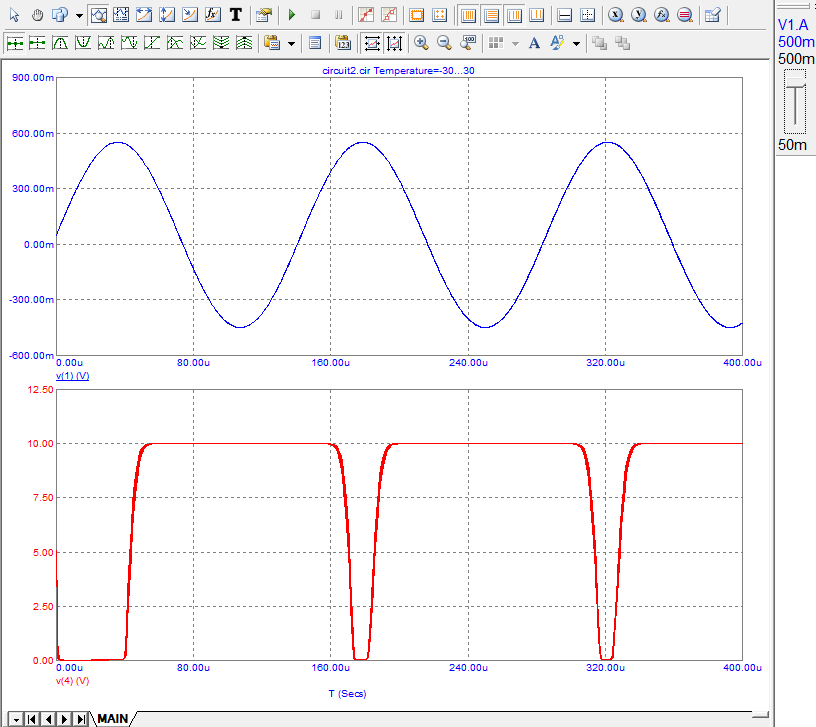 V1.A
500m
500m
50m
circuit2.cir Temperature=-30...30
900.00m
600.00m
300.00m
0.00m
-300.00m
-600.00m
0.00u 80.00u 160.00u 240.00u 320.00u 400.00u
v(1) (V)
12.50
10.00
7.50
5.00
2.50
0.00
0.00u 80.00u 160.00u 240.00u 320.00u 400.00u
v(4) (V)
T (Secs)
MAIN